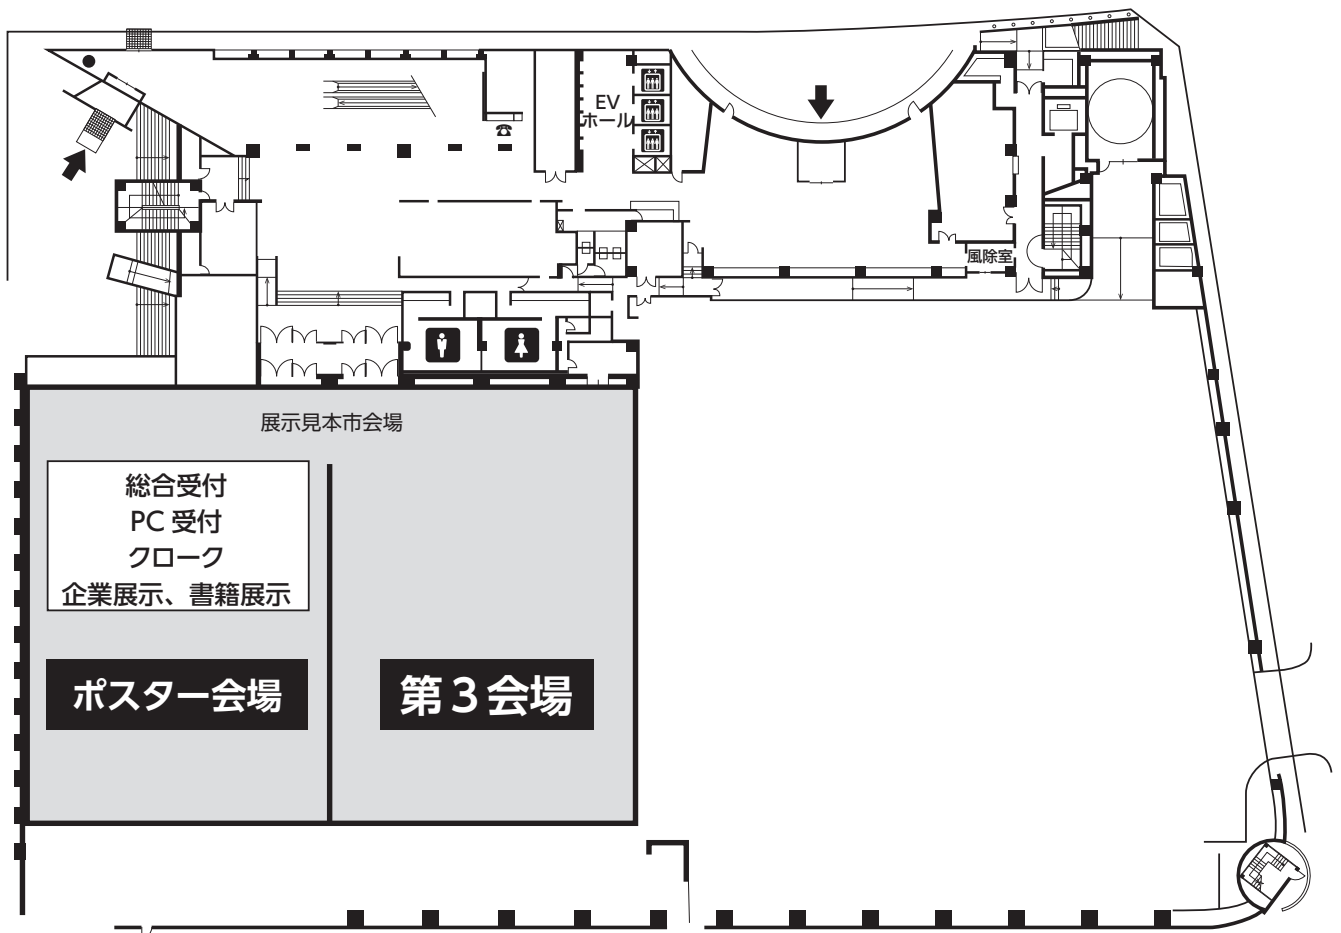 EV
ホール
風除室
展示見本市会場
総合受付
PC 受付
クローク
企業展示、書籍展示
ポスター会場
第3会場